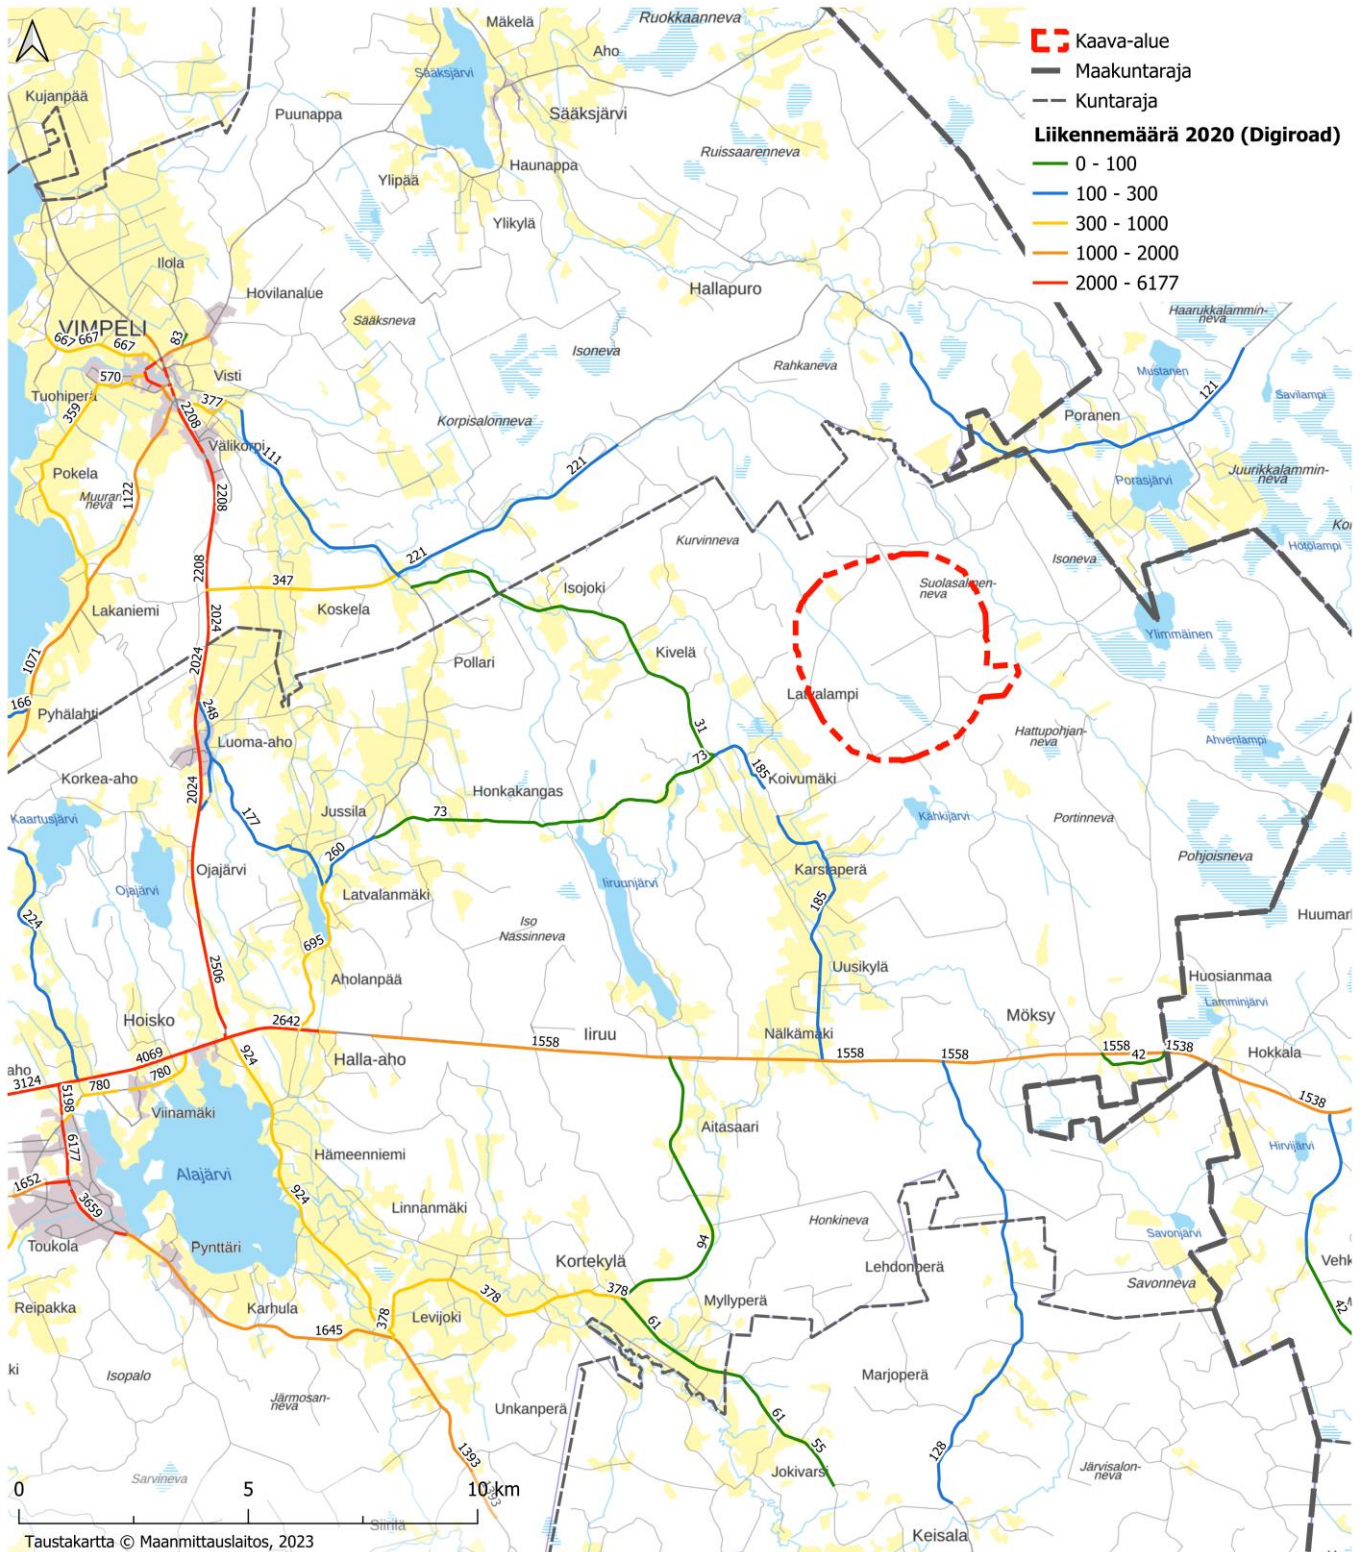 Kaava-alue
Maakuntaraja
Kuntaraja
Liikennemäärä 2020 (Digiroad)
0 - 100
100 - 300
300 - 1000
1000 - 2000
2000 - 6177
Mäkelä
Ruokkaanneva
Aho
Sääksjärvi
Kujanpää
Puunappa
Sääksjärvi
Ruissaarenneva
Haunappa
Ylipää
Ylikylä
Ilola
Hovilanalue
Hallapuro
Haarukkalammin-
neva
VIMPELI
Sääksneva
Isoneva
667
667
667
83
Rahkaneva
Mustanen
121
Savilampi
570
Visti
Tuohiperä
359
377
2208
Korpisalonneva
Poranen
Välikorpi
111
221
Pokela
Muuran
neva
1122
2208
Porasjärvi
Juurikkalammin-
neva
Kurvinneva
Isoneva
Hötölampi
2208
221
347
Isojoki
Suolasalmen-
neva
Lakaniemi
Koskela
2024
Ylimmäinen
1071
2024
Pollari
Kivelä
166
Pyhälahti
248
Latvalampi
31
Luoma-aho
Hattupohjan-
neva
Ahvenlampi
Korkea-aho
73
185
Koivumäki
2024
Honkakangas
177
Jussila
73
Kaartusjärvi
Kähkijärvi
Portinneva
260
Pohjoisneva
Ojajärvi
Ojajärvi
Latvalanmäki
Iiruunjärvi
Karstaperä
185
224
Iso
Nassinneva
695
Huumar
2506
Aholanpää
Uusikylä
Huosianmaa
Lamminjärvi
Hoisko
2642
Iiruu
Nälkämäki
Möksy
4069
924
Halla-aho
1558
1558
1558
1558
42
1538
Hokkala
aho
3124
780
780
5198
1538
Viinamäki
Aitasaari
Hirvijärvi
6177
Hämeenniemi
Alajärvi
1652
924
3659
Linnanmäki
Honkineva
Savonjärvi
Toukola
Pynttäri
94
Kortekylä
Lehdonperä
Vehk
Savonneva
Reipakka
Karhula
378
378
378
Levijoki
Myllyperä
42
1645
61
ki
Isopalo
Järmosan-
neva
Marjoperä
Unkanperä
61
55
1393
128
Sarvineva
Jokivarsi
Järvisalon-
neva
0
5
10 km
1393
Keisala
Taustakartta © Maanmittauslaitos, 2023